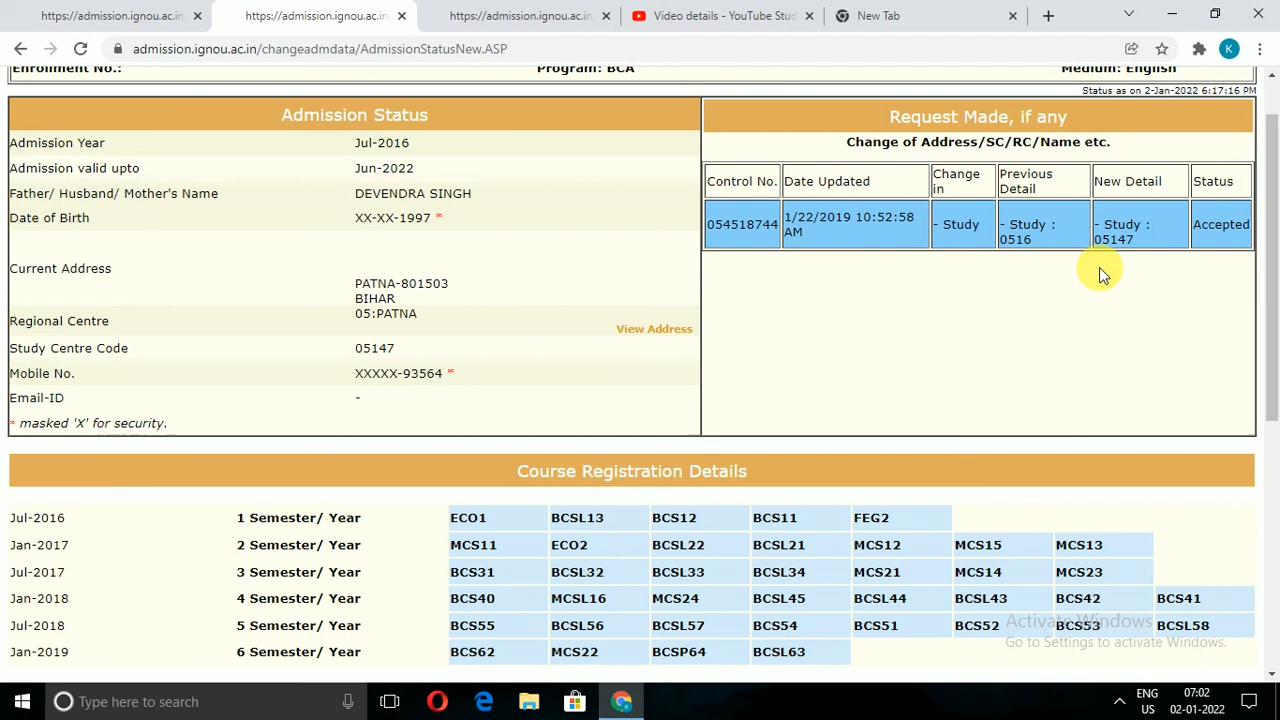 https://admission.ignou.ac.in
https://admission.ignou.ac.in
https://admission.ignou.ac.in
Video details - YouTube Stu
New Tab
admission.ignou.ac.in/changeadmdata/AdmissionStatusNew.ASP
K
Enrollment No.: Program: BCA Medium: English
Status as on 2-Jan-2022 6:17:16 PM
Admission Status
Admission Year Jul-2016
Admission valid upto Jun-2022
Father/ Husband/ Mother's Name DEVENDRA SINGH
Date of Birth XX-XX-1997 *
Current Address
PATNA-801503
BIHAR
Regional Centre 05:PATNA
View Address
Study Centre Code 05147
Mobile No. XXXXX-93564 *
Email-ID -
* masked 'X' for security.
Request Made, if any
Change of Address/SC/RC/Name etc.
Control No. Date Updated Change in Previous Detail New Detail Status
054518744 1/22/2019 10:52:58 AM - Study - Study : 0516 - Study : 05147 Accepted
Course Registration Details
Jul-2016 1 Semester/ Year ECO1 BCSL13 BCS12 BCS11 FEG2
Jan-2017 2 Semester/ Year MCS11 ECO2 BCSL22 BCSL21 MCS12 MCS15 MCS13
Jul-2017 3 Semester/ Year BCS31 BCSL32 BCSL33 BCSL34 MCS21 MCS14 MCS23
Jan-2018 4 Semester/ Year BCS40 MCSL16 MCS24 BCSL45 BCSL44 BCSL43 BCS42 BCS41
Jul-2018 5 Semester/ Year BCS55 BCSL56 BCSL57 BCS54 BCS51 BCS52 BCS53 BCSL58
Jan-2019 6 Semester/ Year BCS62 MCS22 BCSP64 BCSL63
Activate Windows
Go to Settings to activate Windows.
Type here to search
ENG
US
07:02
02-01-2022